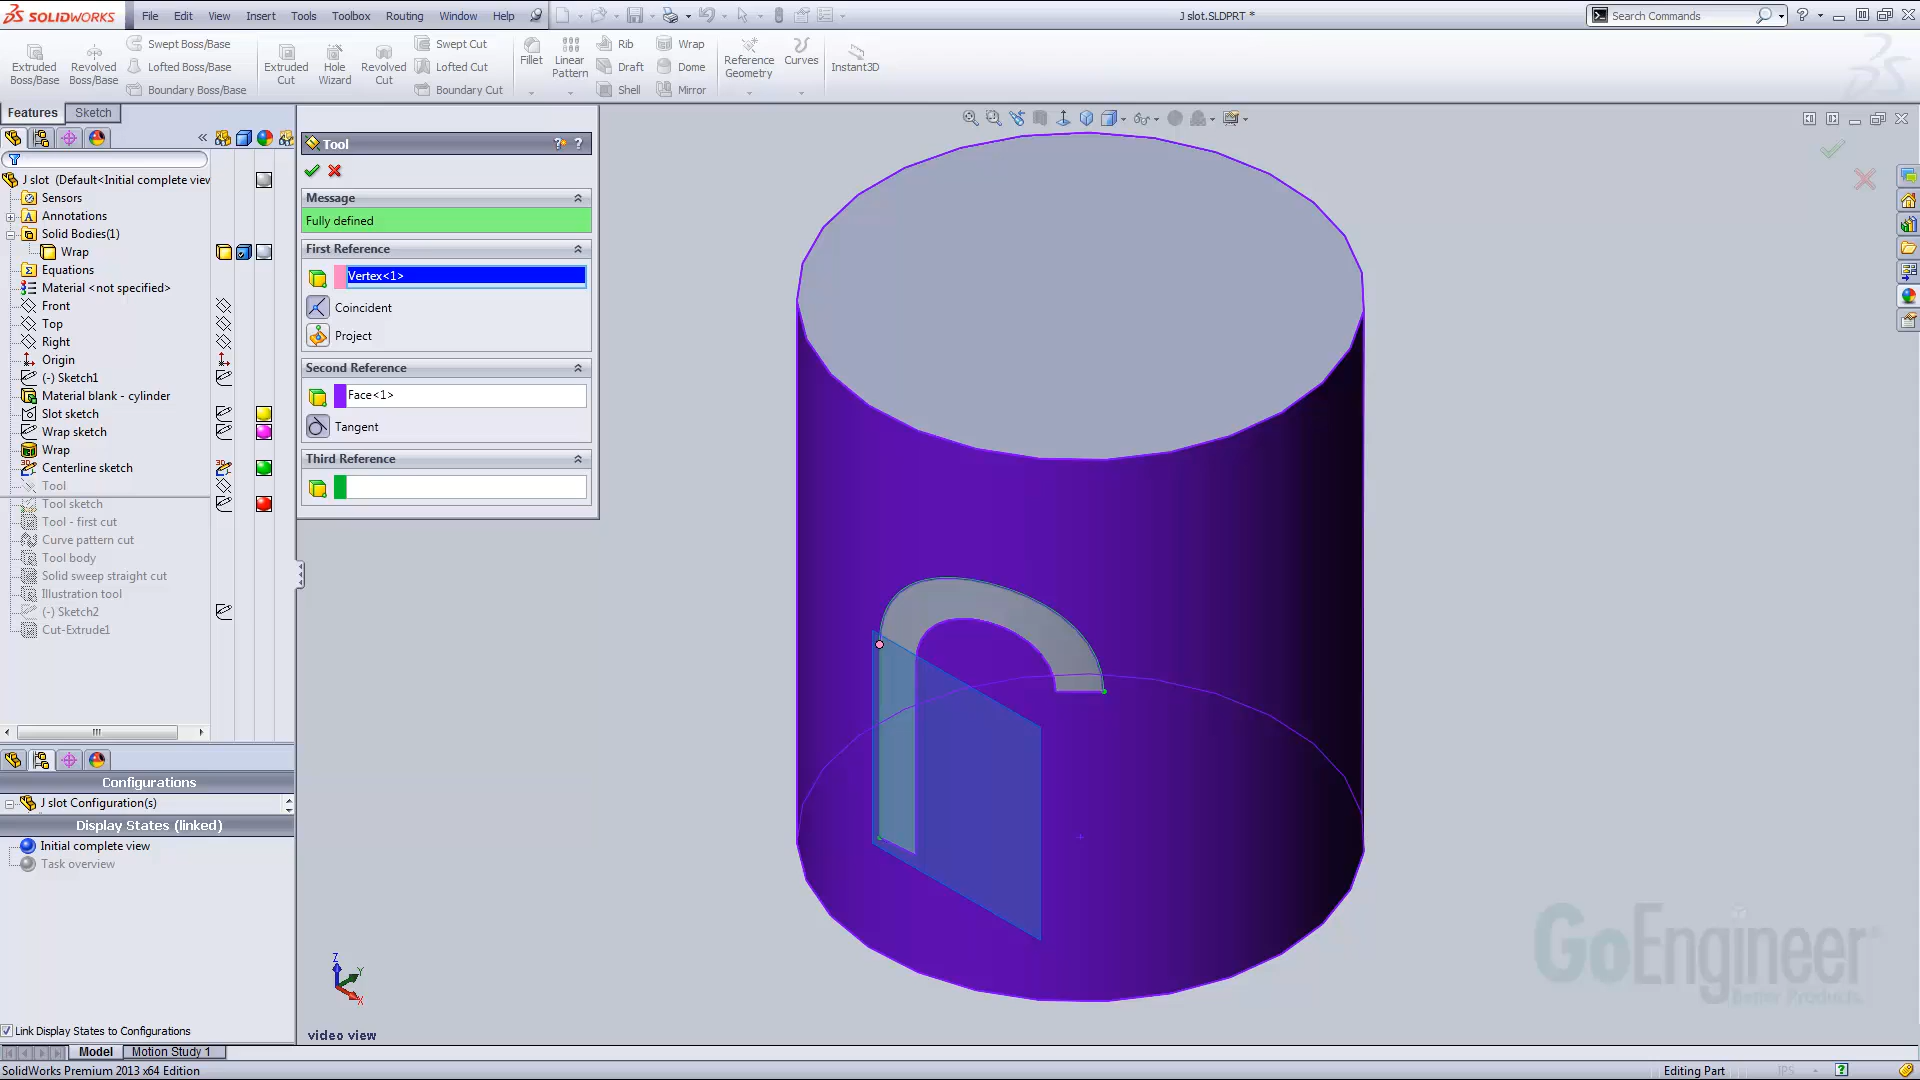 SOLIDWORKS
File Edit View Insert Tools Toolbox Routing Window Help
J slot.SLDPRT *
Search Commands
Extruded Boss/Base
Revolved Boss/Base
Swept Boss/Base
Lofted Boss/Base
Boundary Boss/Base
Extruded Cut
Hole Wizard
Revolved Cut
Swept Cut
Lofted Cut
Boundary Cut
Fillet
Linear Pattern
Rib
Draft
Shell
Wrap
Dome
Mirror
Reference Geometry
Curves
Instant3D
Features Sketch
J slot (Default<Initial complete view
Sensors
Annotations
Solid Bodies(1)
Wrap
Equations
Material <not specified>
Front
Top
Right
Origin
(-) Sketch1
Material blank - cylinder
Slot sketch
Wrap sketch
Wrap
Centerline sketch
Tool
Tool sketch
Tool - first cut
Curve pattern cut
Tool body
Solid sweep straight cut
Illustration tool
(-) Sketch2
Cut-Extrude1
Tool
Message
Fully defined
First Reference
Vertex<1>
Coincident
Project
Second Reference
Face<1>
Tangent
Third Reference
Configurations
J slot Configuration(s)
Display States (linked)
Initial complete view
Task overview
Link Display States to Configurations
Z
Y
X
video view
GoEngineer
Better Products.
Model Motion Study 1
SolidWorks Premium 2013 x64 Edition
Editing Part
IPS